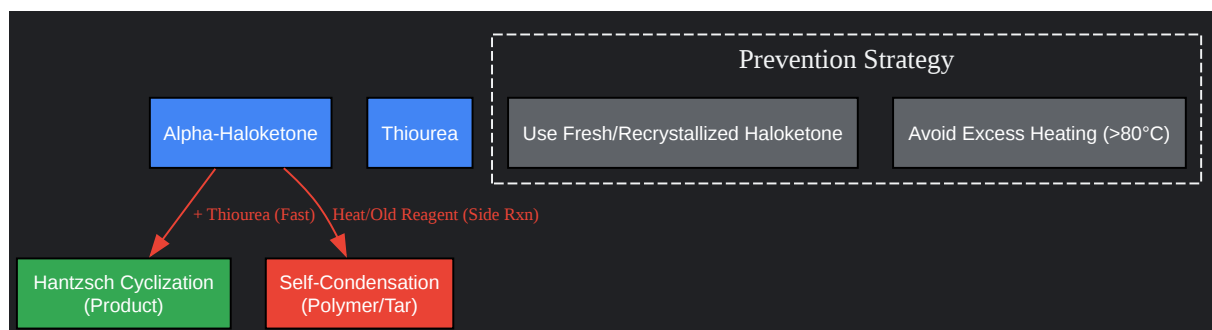 Prevention Strategy
Alpha-Haloketone
Thiourea
Use Fresh/Recrystallized Haloketone
Avoid Excess Heating (>80°C)
+ Thiourea (Fast)
Heat/Old Reagent (Side Rxn)
Hantzsch Cyclization
(Product)
Self-Condensation
(Polymer/Tar)